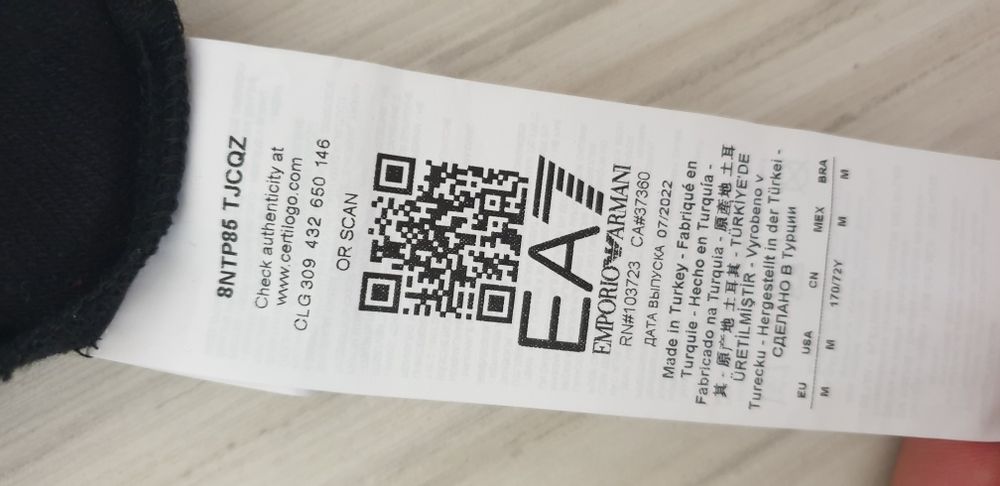 8NTP85 TJCQZ
Check authenticity at
www.certilogo.com
CLG 309 432 650 146
OR SCAN
EA7
EMPORIO ARMANI
RN#103723 CA#37360
ДАТА ВЫПУСКА 07/2022
Made in Turkey - Fabriqué en
Turquie - Hecho en Turquía -
Fabricado na Turquia - 原產地 土耳
其 - 原产地 土耳其 - TÜRKİYE'DE
ÜRETİLMİŞTİR - Vyrobeno v
Turecku - Hergestellt in der Türkei -
СДЕЛАНО В Турции
EU USA CN MEX BRA
M M 170/72Y M M